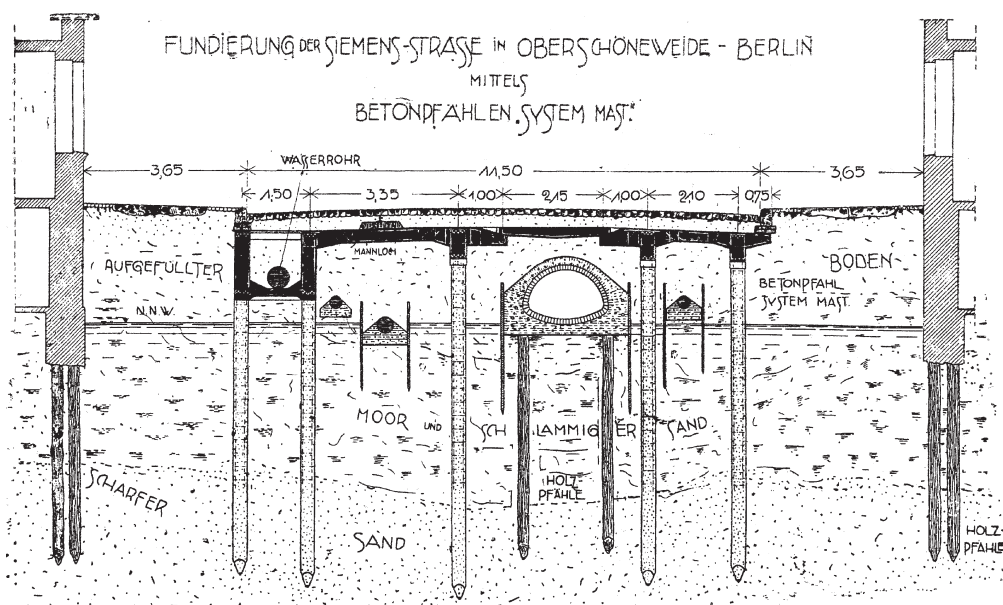 FUNDIERUNG DER SIEMENS-STRASSE IN OBERSCHÖNEWEIDE - BERLIN
MITTELS
BETONPFÄHLEN „SYSTEM MAST.“
WASSERROHR
3,65 11,50 3,65
1,50 3,35 1,00 2,15 1,00 2,10 0,75
MANNLOCH
AUFGEFÜLLTER BODEN
BETONPFAHL
SYSTEM MAST.
N.N.W.
MOOR UND SCHLAMMIGER SAND
HOLZ-
PFÄHLE
SCHARFER SAND
HOLZ-
PFÄHLE